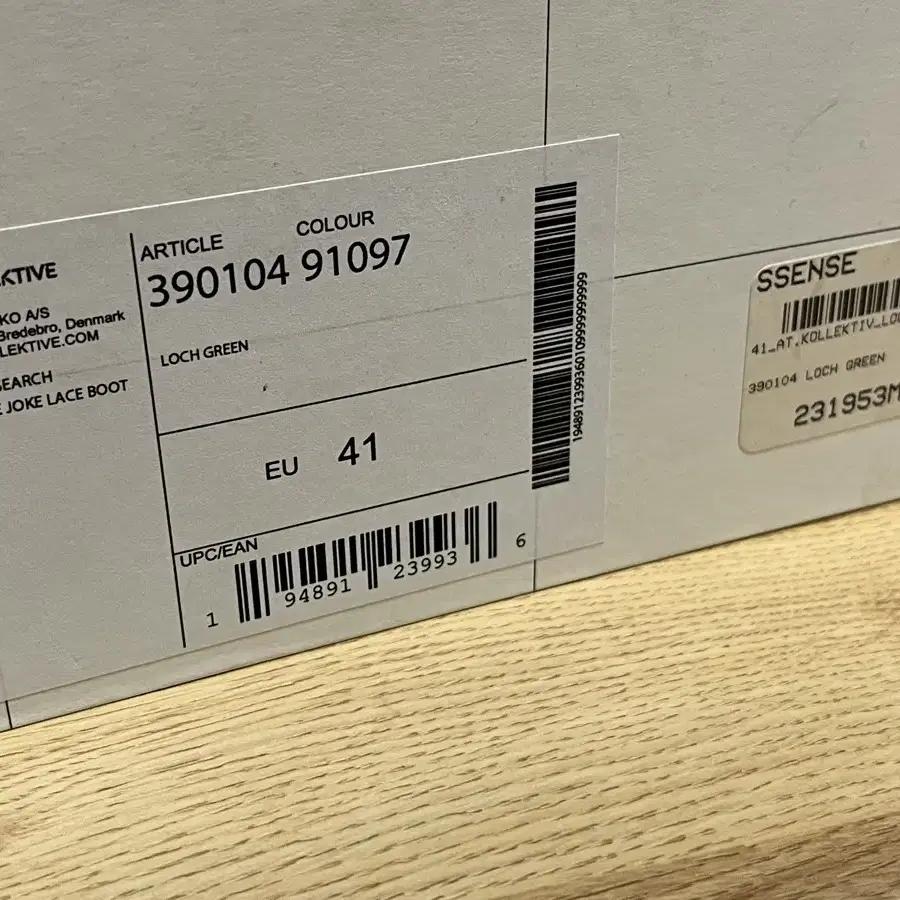 KTIVE
KO A/S
Bredebro, Denmark
LEKTIVE.COM
EARCH
E JOKE LACE BOOT
ARTICLE COLOUR
390104 91097
LOCH GREEN
EU 41
UPC/EAN
1 94891 23993 6
SSENSE
41_AT.KOLLEKTIV_LO
390104 LOCH GREEN
231953M